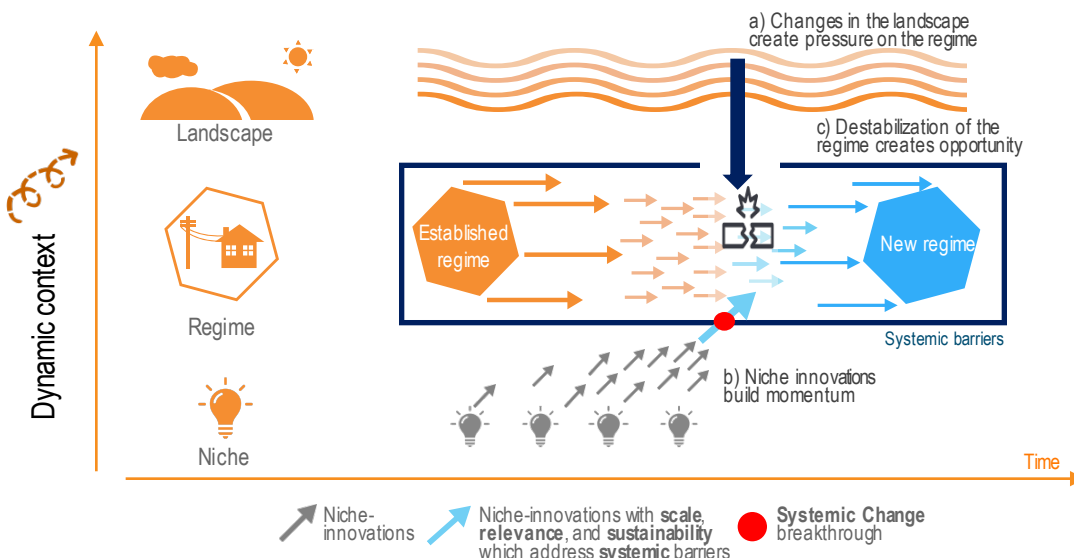 a) Changes in the landscape
create pressure on the regime
Landscape
c) Destabilization of the
regime creates opportunity
Dynamic context
Established
regime
New regime
Regime
Systemic barriers
b) Niche innovations
build momentum
Niche
Time
Niche-
innovations
Niche-innovations with scale,
relevance, and sustainability
which address systemic barriers
Systemic Change
breakthrough